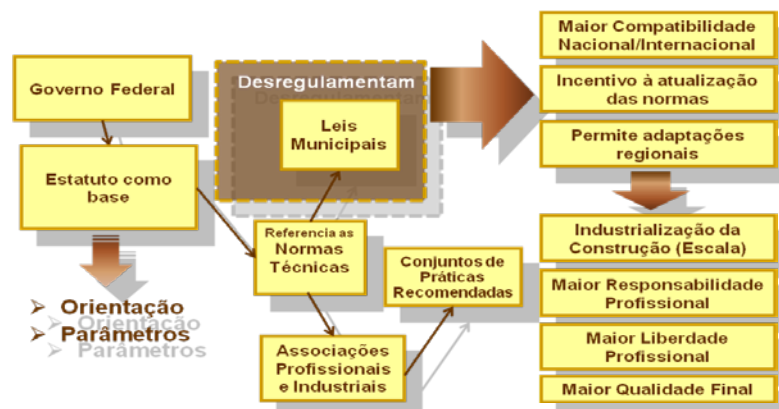 Governo Federal
Estatuto como
base
Orientação
Parâmetros
Desregulamentam
Leis
Municipais
Referencia as
Normas
Técnicas
Associações
Profissionais
e Industriais
Conjuntos de
Práticas
Recomendadas
Maior Compatibilidade
Nacional/Internacional
Incentivo à atualização
das normas
Permite adaptações
regionais
Industrialização da
Construção (Escala)
Maior Responsabilidade
Profissional
Maior Liberdade
Profissional
Maior Qualidade Final